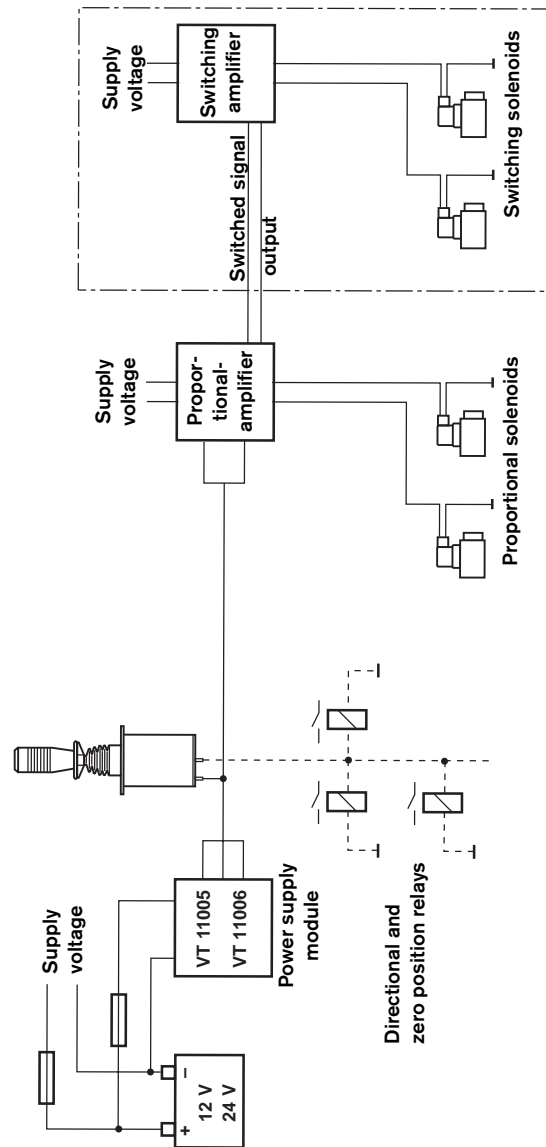 Supply
voltage
+
–
12 V
24 V
VT 11005
VT 11006
Power supply
module
Directional and
zero position relays
Supply
voltage
Propor-
tional-
amplifier
Proportional solenoids
Switched signal
output
Supply
voltage
Switching
amplifier
Switching solenoids